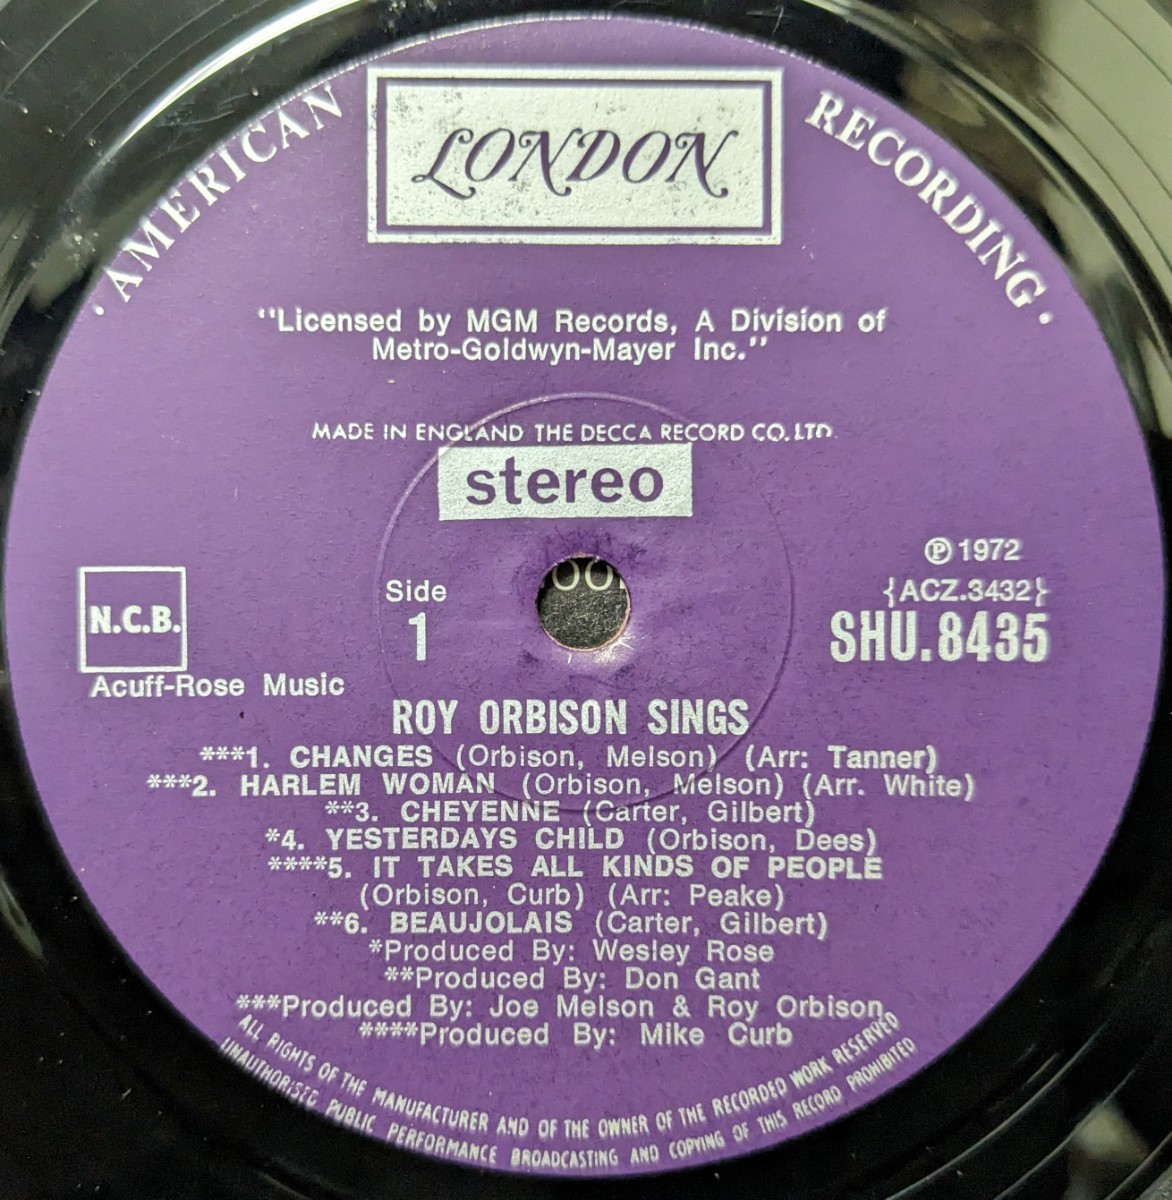 · AMERICAN RECORDING ·
LONDON
"Licensed by MGM Records, A Division of
Metro-Goldwyn-Mayer Inc."
MADE IN ENGLAND THE DECCA RECORD CO. LTD.
stereo
℗ 1972
{ACZ.3432}
SHU.8435
Side
1
N.C.B.
Acuff-Rose Music
ROY ORBISON SINGS
***1. CHANGES (Orbison, Melson) (Arr: Tanner)
***2. HARLEM WOMAN (Orbison, Melson) (Arr. White)
**3. CHEYENNE (Carter, Gilbert)
*4. YESTERDAYS CHILD (Orbison, Dees)
****5. IT TAKES ALL KINDS OF PEOPLE
(Orbison, Curb) (Arr: Peake)
**6. BEAUJOLAIS (Carter, Gilbert)
*Produced By: Wesley Rose
**Produced By: Don Gant
***Produced By: Joe Melson & Roy Orbison
****Produced By: Mike Curb
ALL RIGHTS OF THE MANUFACTURER AND OF THE OWNER OF THE RECORDED WORK RESERVED
UNAUTHORISED PUBLIC PERFORMANCE BROADCASTING AND COPYING OF THIS RECORD PROHIBITED